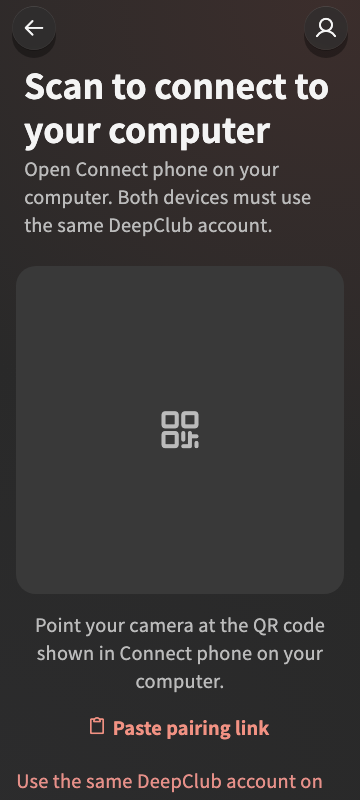 Scan to connect to
your computer
Open Connect phone on your
computer. Both devices must use
the same DeepClub account.
Point your camera at the QR code
shown in Connect phone on your
computer.
Paste pairing link
Use the same DeepClub account on